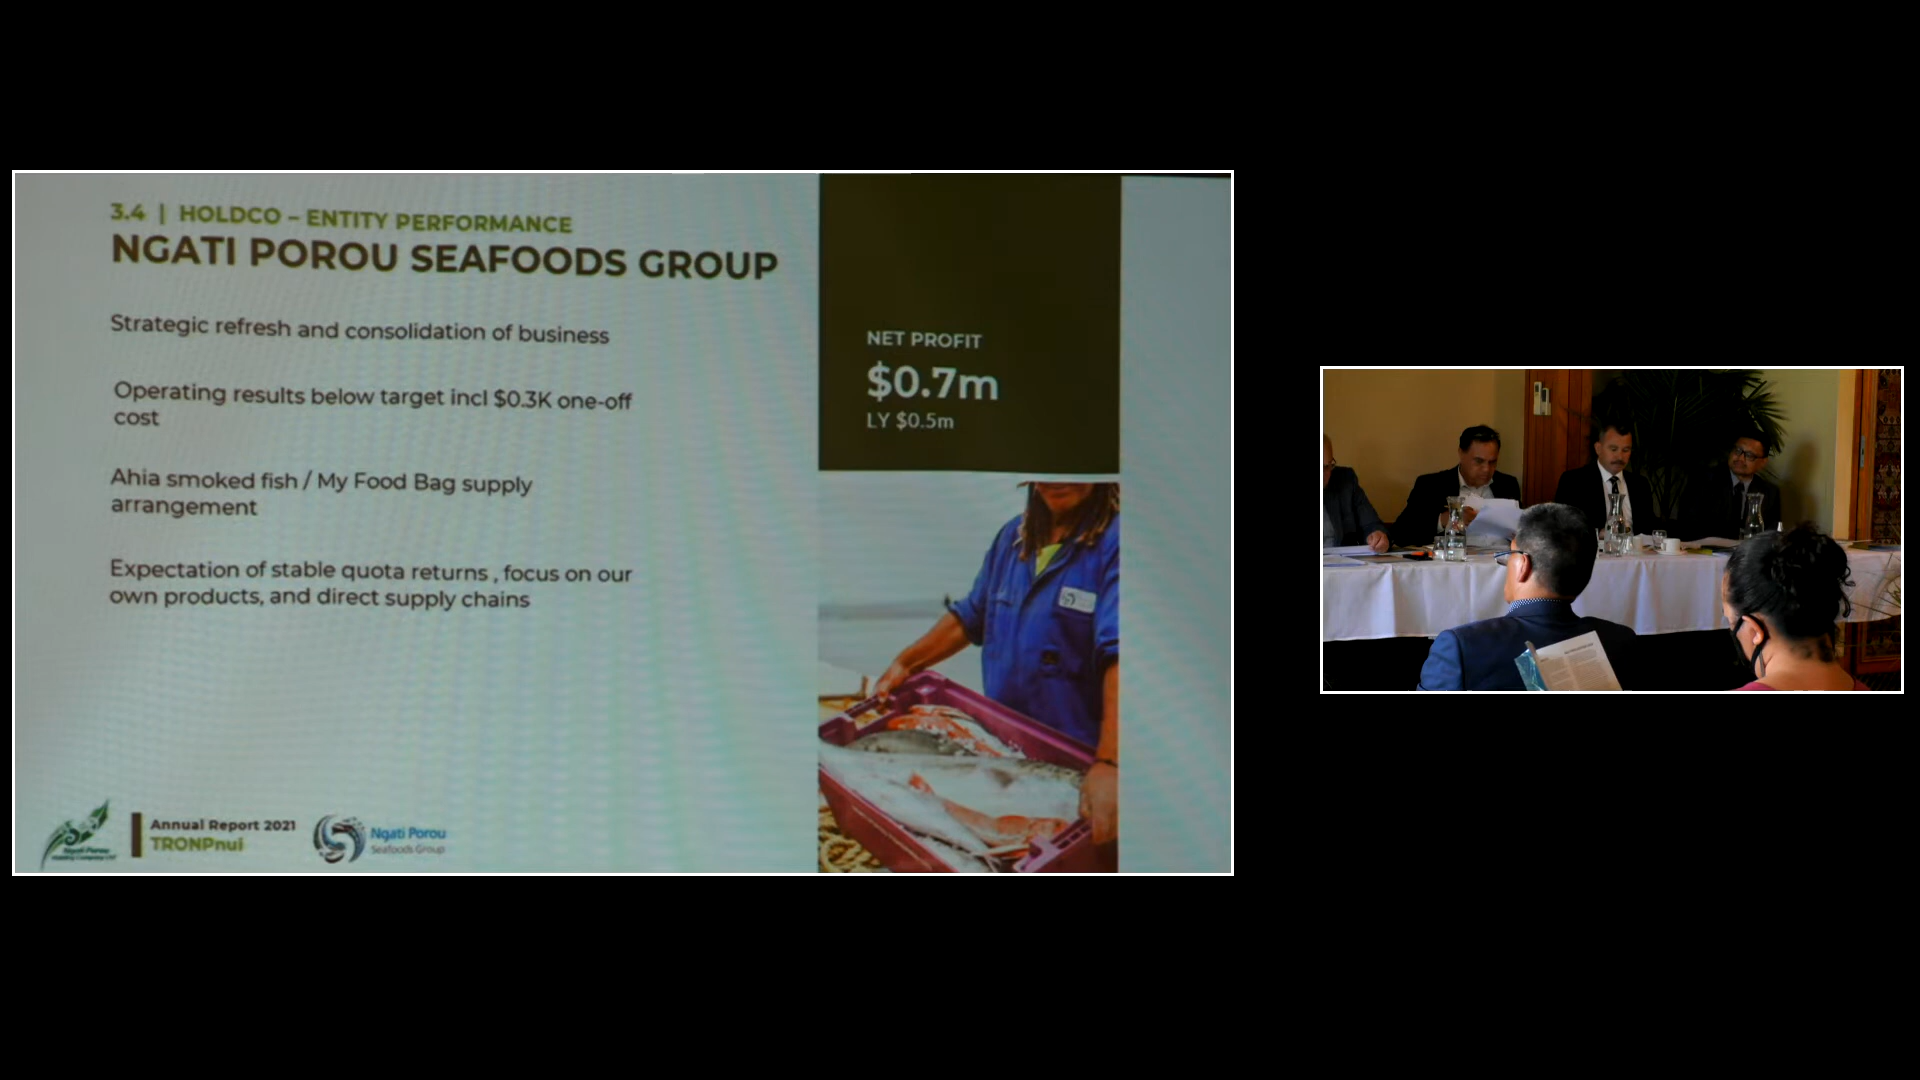 3.4 | HOLDCO – ENTITY PERFORMANCE
NGATI POROU SEAFOODS GROUP
Strategic refresh and consolidation of business
Operating results below target incl $0.3K one-off
cost
Ahia smoked fish / My Food Bag supply
arrangement
Expectation of stable quota returns , focus on our
own products, and direct supply chains
NET PROFIT
$0.7m
LY $0.5m
Ngati Porou
Annual Report 2021
TRONPnui
Ngati Porou
Seafoods Group